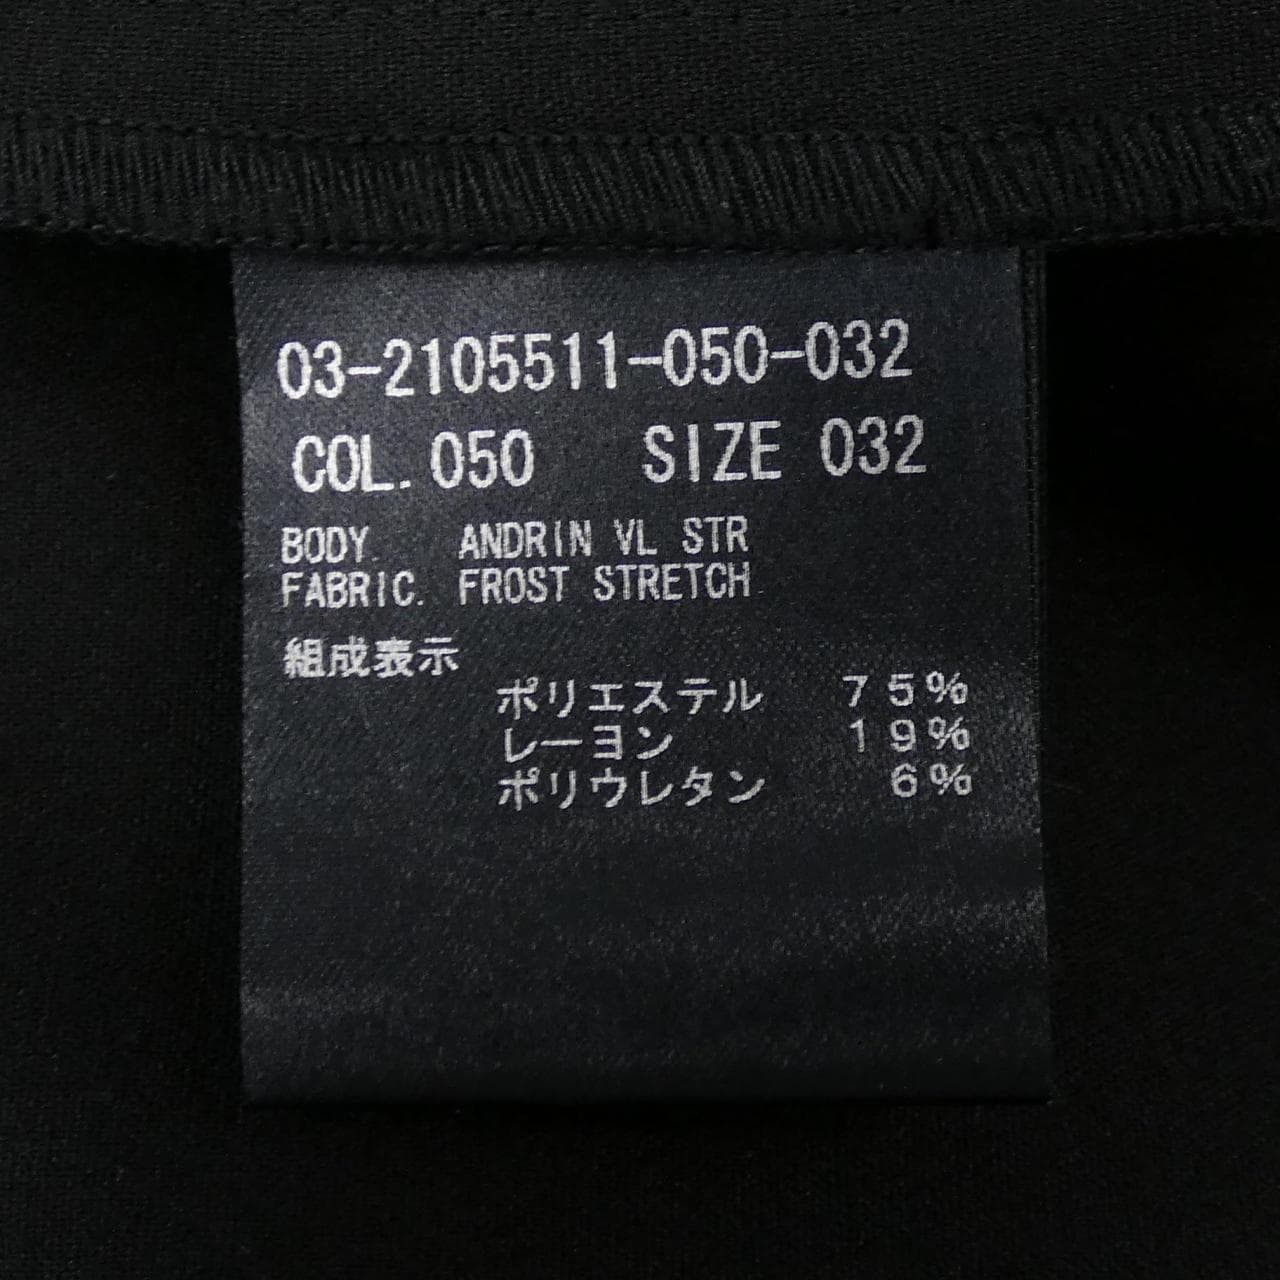 03-2105511-050-032
COL. 050 SIZE 032
BODY. ANDRIN VL STR
FABRIC. FROST STRETCH
組成表示
ポリエステル 75%
レーヨン 19%
ポリウレタン 6%